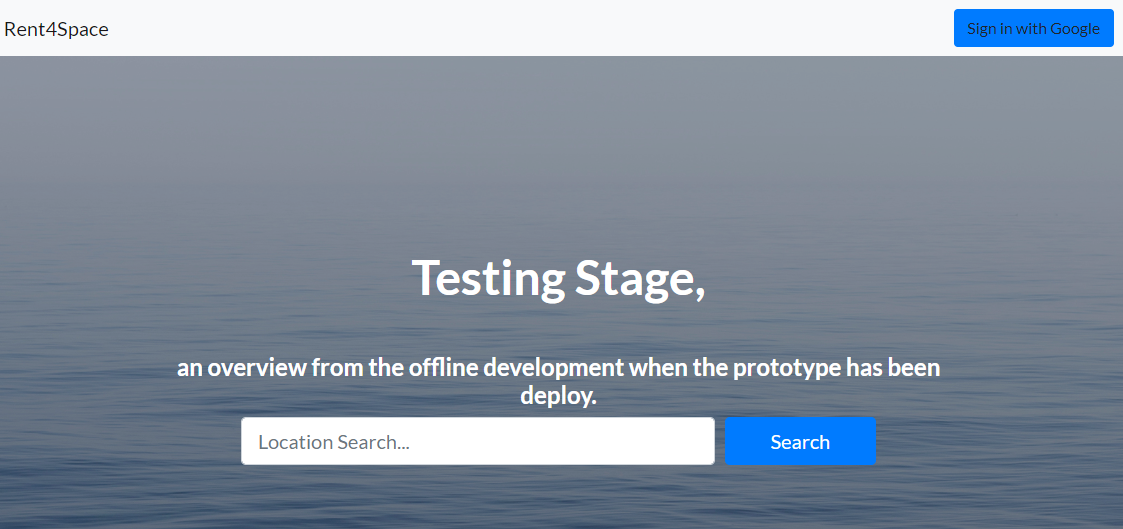 Rent4Space
Sign in with Google
Testing Stage,
an overview from the offline development when the prototype has been
deploy.
Location Search...
Search